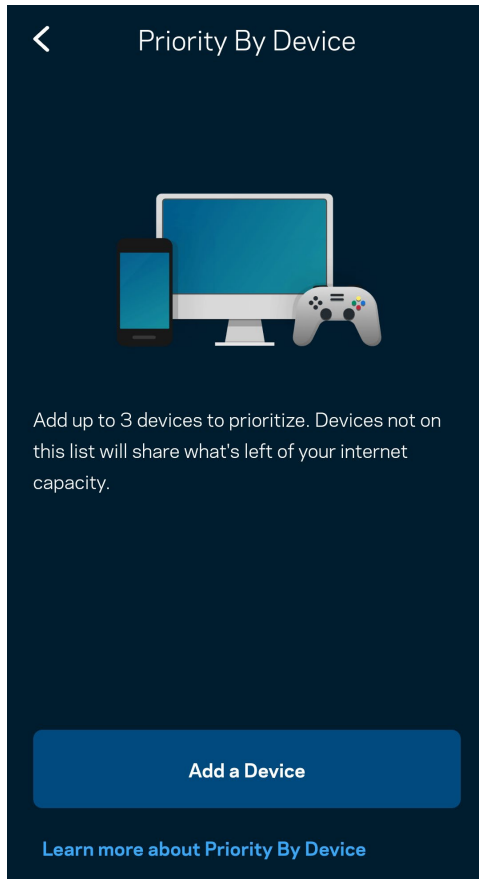 Priority By Device
Add up to 3 devices to prioritize. Devices not on
this list will share what's left of your internet
capacity.
Add a Device
Learn more about Priority By Device